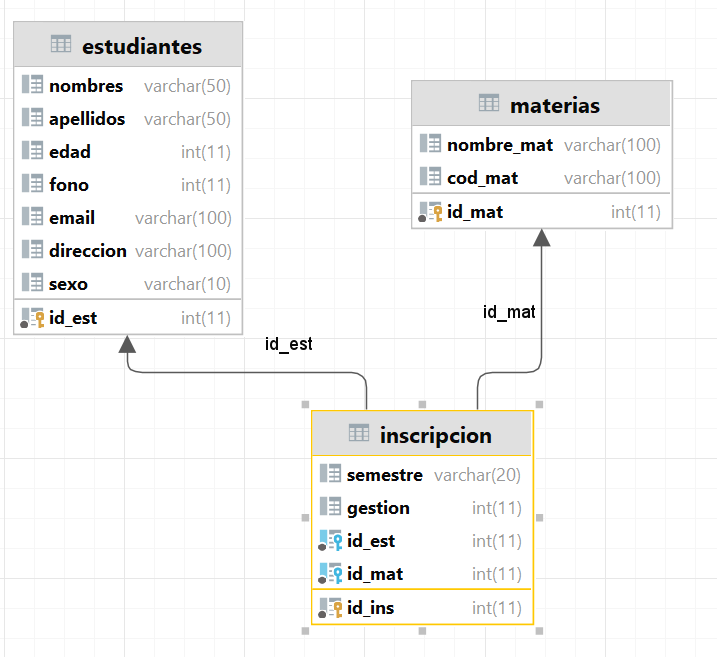 estudiantes
nombres varchar(50)
apellidos varchar(50)
edad int(11)
fono int(11)
email varchar(100)
direccion varchar(100)
sexo varchar(10)
id_est int(11)
materias
nombre_mat varchar(100)
cod_mat varchar(100)
id_mat int(11)
id_est
id_mat
inscripcion
semestre varchar(20)
gestion int(11)
id_est int(11)
id_mat int(11)
id_ins int(11)